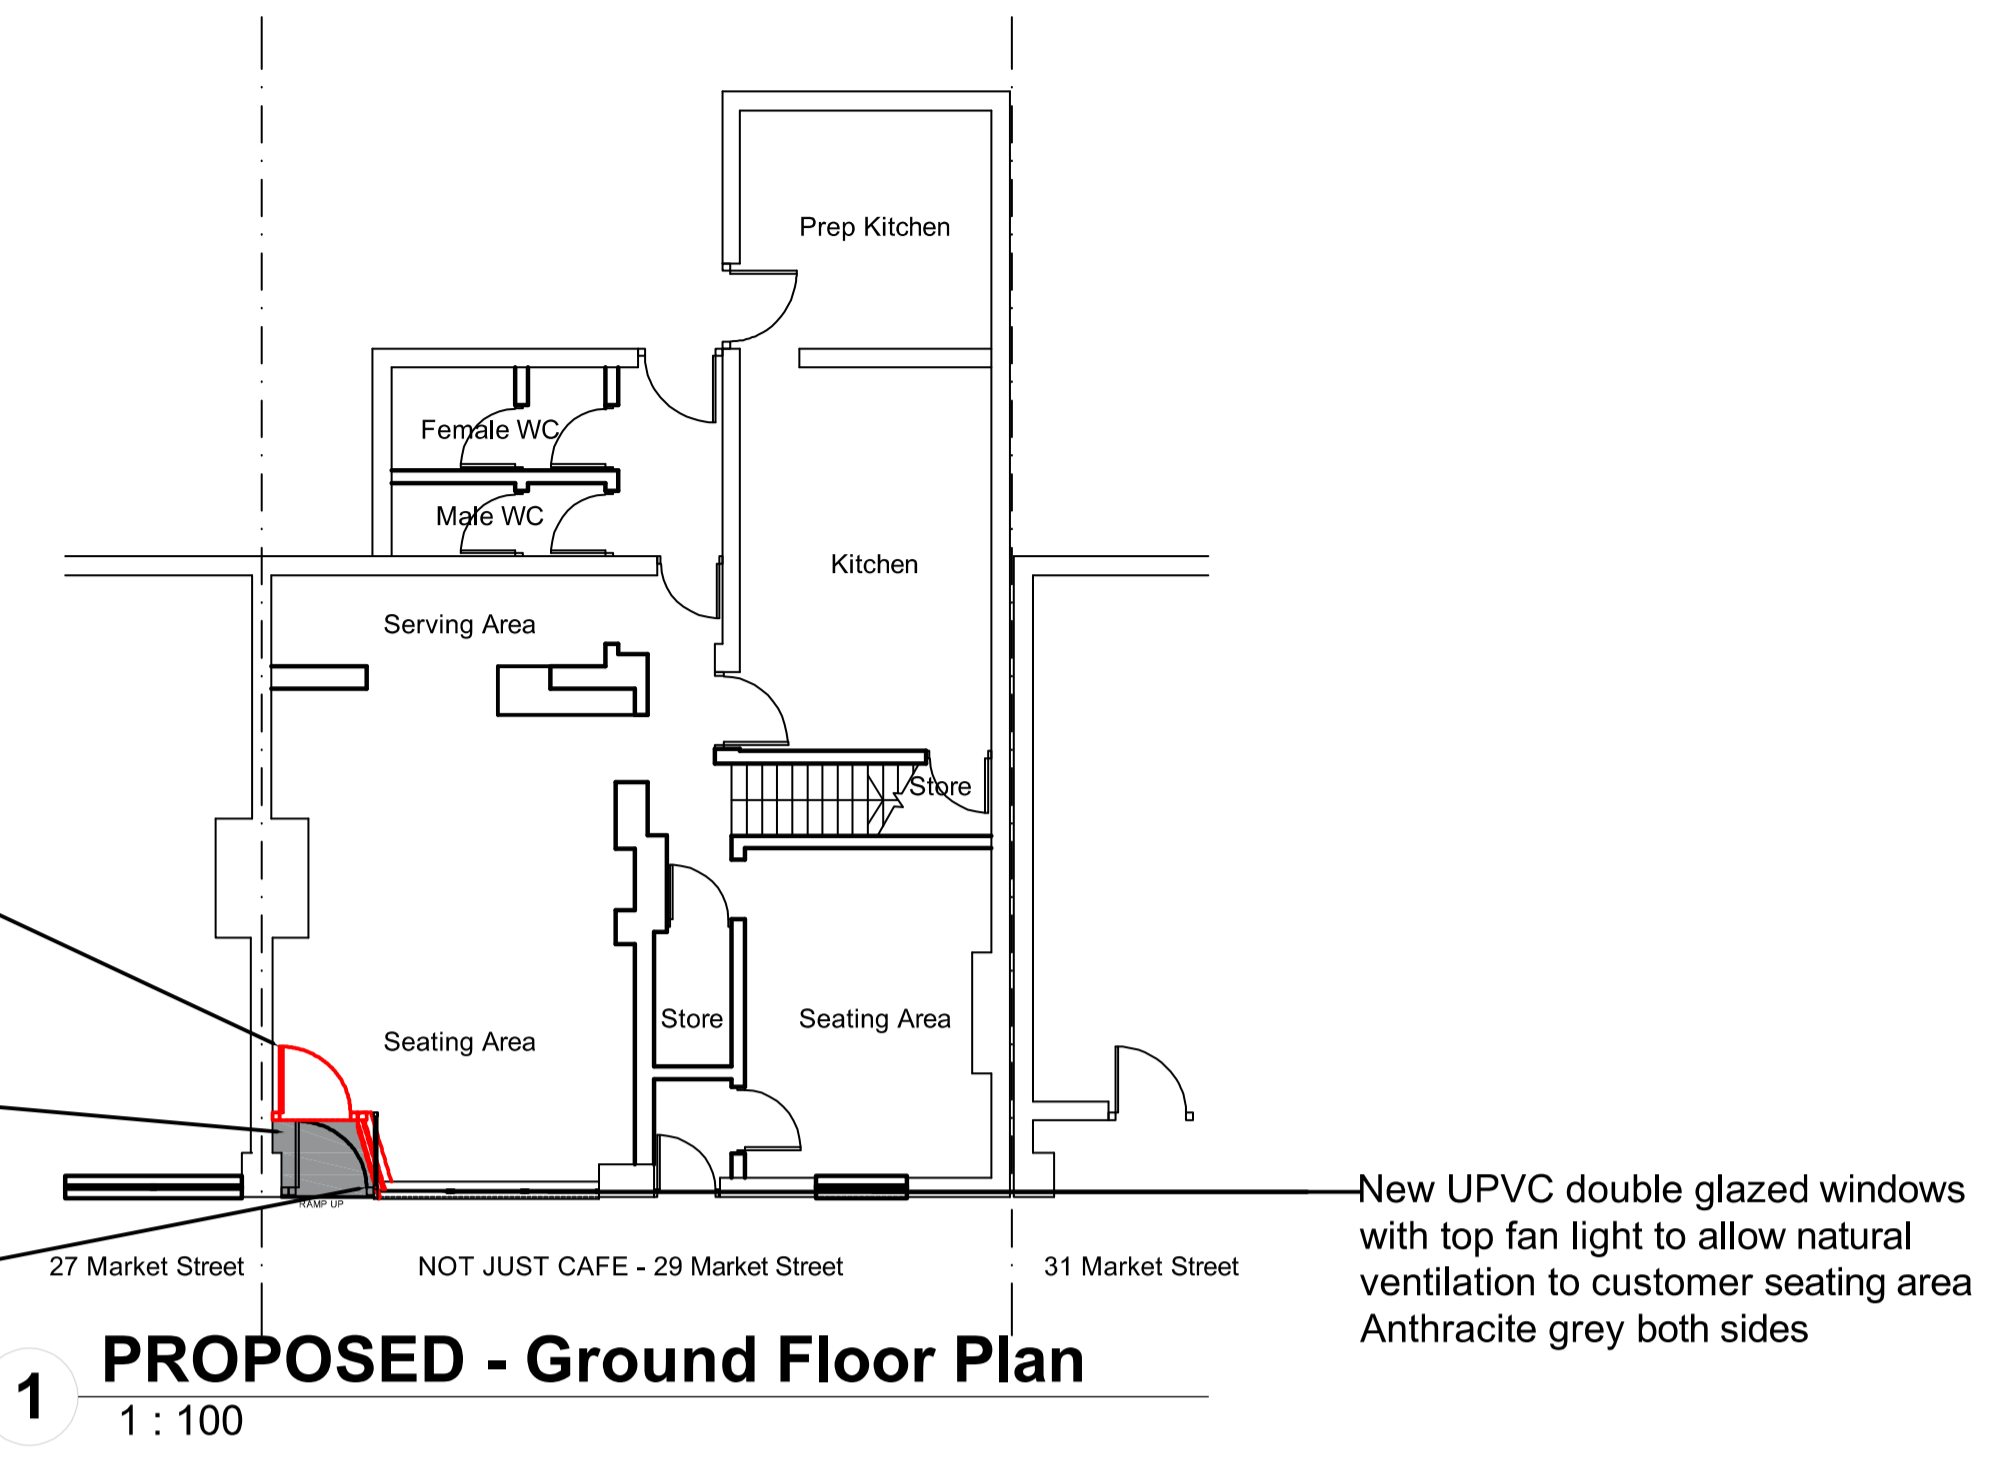 Prep Kitchen
Female WC
Male WC
Kitchen
Serving Area
Store
Store
Seating Area
Seating Area
RAMP UP
New UPVC double glazed windows
with top fan light to allow natural
ventilation to customer seating area
Anthracite grey both sides
27 Market Street
NOT JUST CAFE - 29 Market Street
31 Market Street
1
PROPOSED - Ground Floor Plan
1 : 100